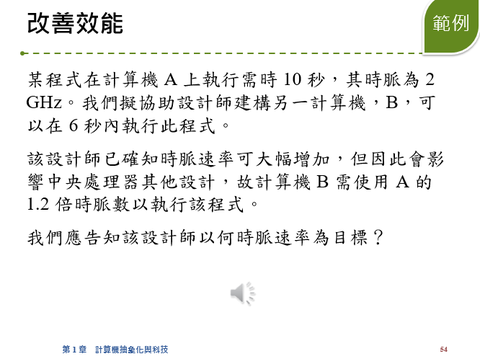 改善效能
範例
某程式在計算機 A 上執行需時 10 秒，其時脈為 2
GHz。我們擬協助設計師建構另一計算機，B，可
以在 6 秒內執行此程式。
該設計師已確知時脈速率可大幅增加，但因此會影
響中央處理器其他設計，故計算機 B 需使用 A 的
1.2 倍時脈數以執行該程式。
我們應告知該設計師以何時脈速率為目標？
第 1 章　計算機抽象化與科技
54